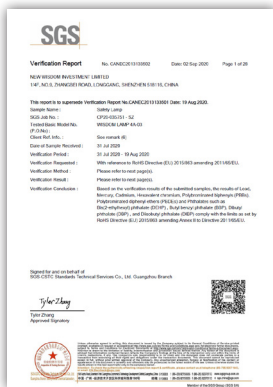 SGS
Verification Report No. CANEC2013133502 Date: 02 Sep 2020 Page 1 of 28
NEW WISDOM INVESTMENT LIMITED
1/4F, NO.9, ZHANGBEI ROAD, LONGGANG, SHENZHEN 518116, CHINA
This report is to supersede Verification Report No.CANEC2013133501 Date: 19 Aug 2020.
Sample Name : Safety Lamp
SGS Job No. : CP20-035751 - SZ
Tested Basic Model No. : WISDOM LAMP 4A-EX
(P.O/No) :
Client Ref. Info. : See remark (6)
Date of Sample Received : 31 Jul 2020
Verification Period : 31 Jul 2020 - 19 Aug 2020
Verification Requested : With reference to RoHS Directive (EU) 2015/863 amending 2011/65/EU.
Verification Method : Please refer to next page(s).
Verification Result : Please refer to next page(s).
Verification Conclusion : Based on the verification results of the submitted samples, the results of Lead,
Mercury, Cadmium, Hexavalent chromium, Polybrominated biphenyls (PBBs),
Polybrominated diphenyl ethers (PBDEs) and Phthalates such as
Bis(2-ethylhexyl) phthalate (DEHP), Butyl benzyl phthalate (BBP), Dibutyl
phthalate (DBP), and Diisobutyl phthalate (DIBP) comply with the limits as set by
RoHS Directive (EU) 2015/863 amending Annex II to Directive 2011/65/EU.
Signed for and on behalf of
SGS-CSTC Standards Technical Services Co., Ltd. Guangzhou Branch
Tyler Zhang
Tyler Zhang
Approved Signatory